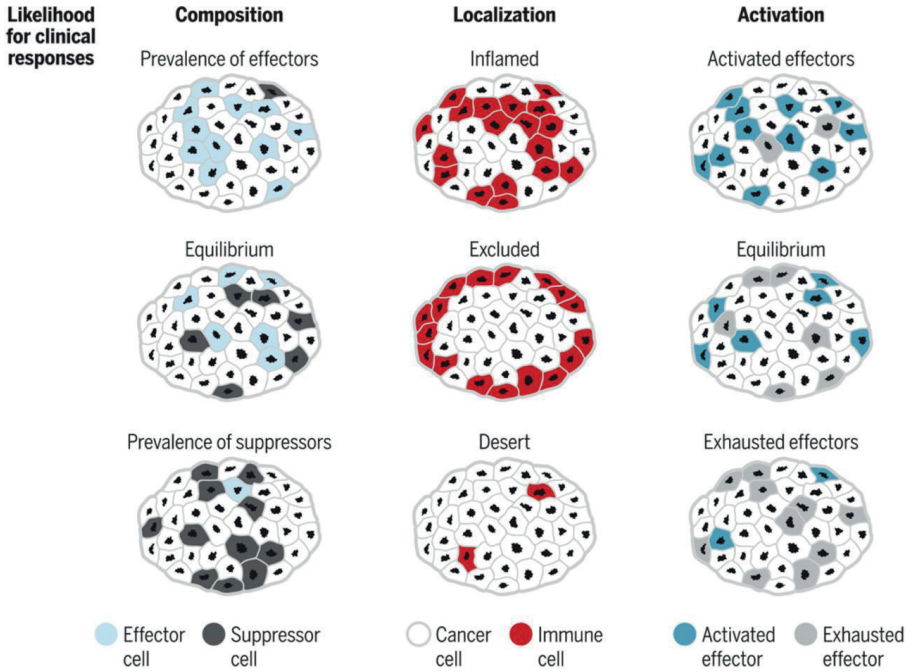 Likelihood
for clinical
responses
Composition
Localization
Activation
Prevalence of effectors
Inflamed
Activated effectors
Equilibrium
Excluded
Equilibrium
Prevalence of suppressors
Desert
Exhausted effectors
Effector
cell
Suppressor
cell
Cancer
cell
Immune
cell
Activated
effector
Exhausted
effector